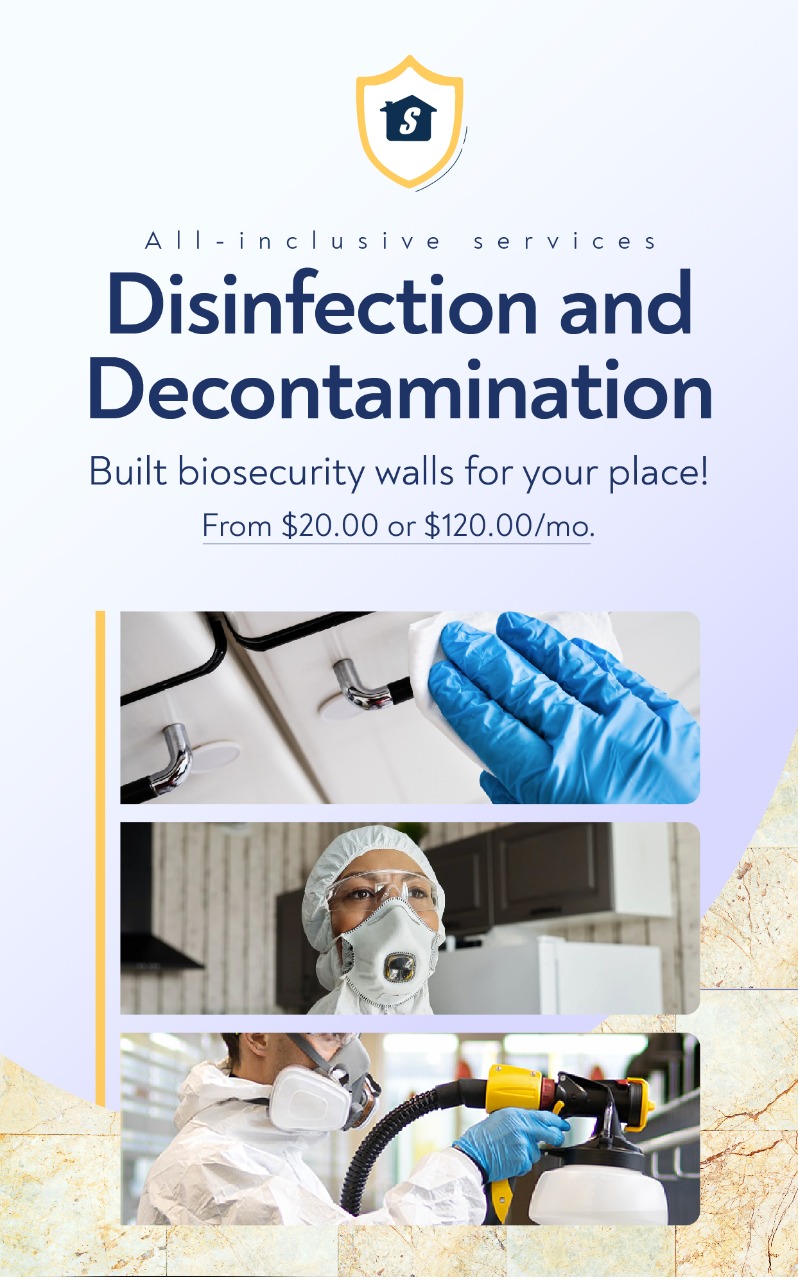 S
All-inclusive services
Disinfection and
Decontamination
Built biosecurity walls for your place!
From $20.00 or $120.00/mo.